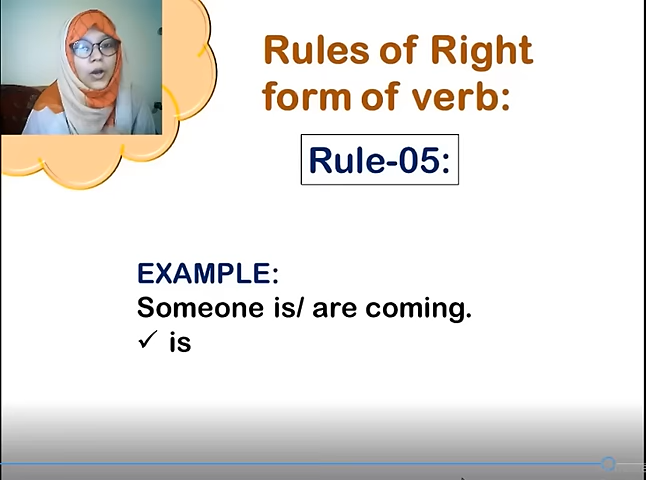 Rules of Right
form of verb:
Rule-05:
EXAMPLE:
Someone is/ are coming.
✓ is